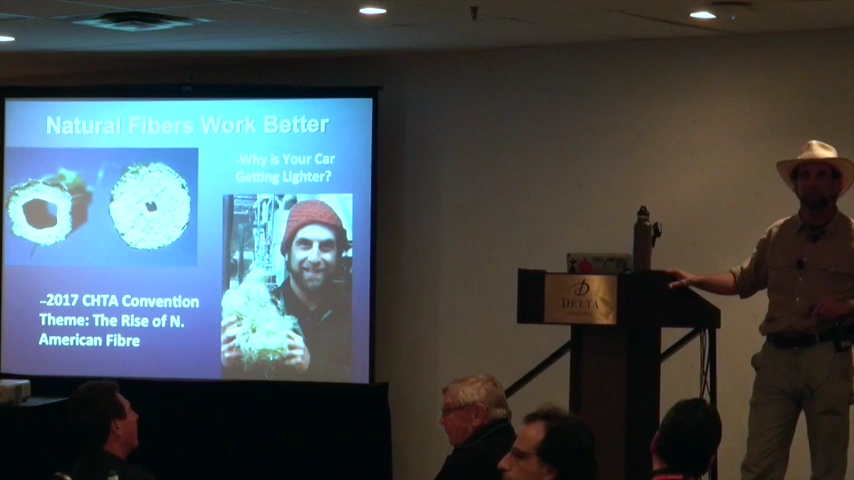 Natural Fibers Work Better
-Why is Your Car
Getting Lighter?
--2017 CHTA Convention
Theme: The Rise of N.
American Fibre
DELTA